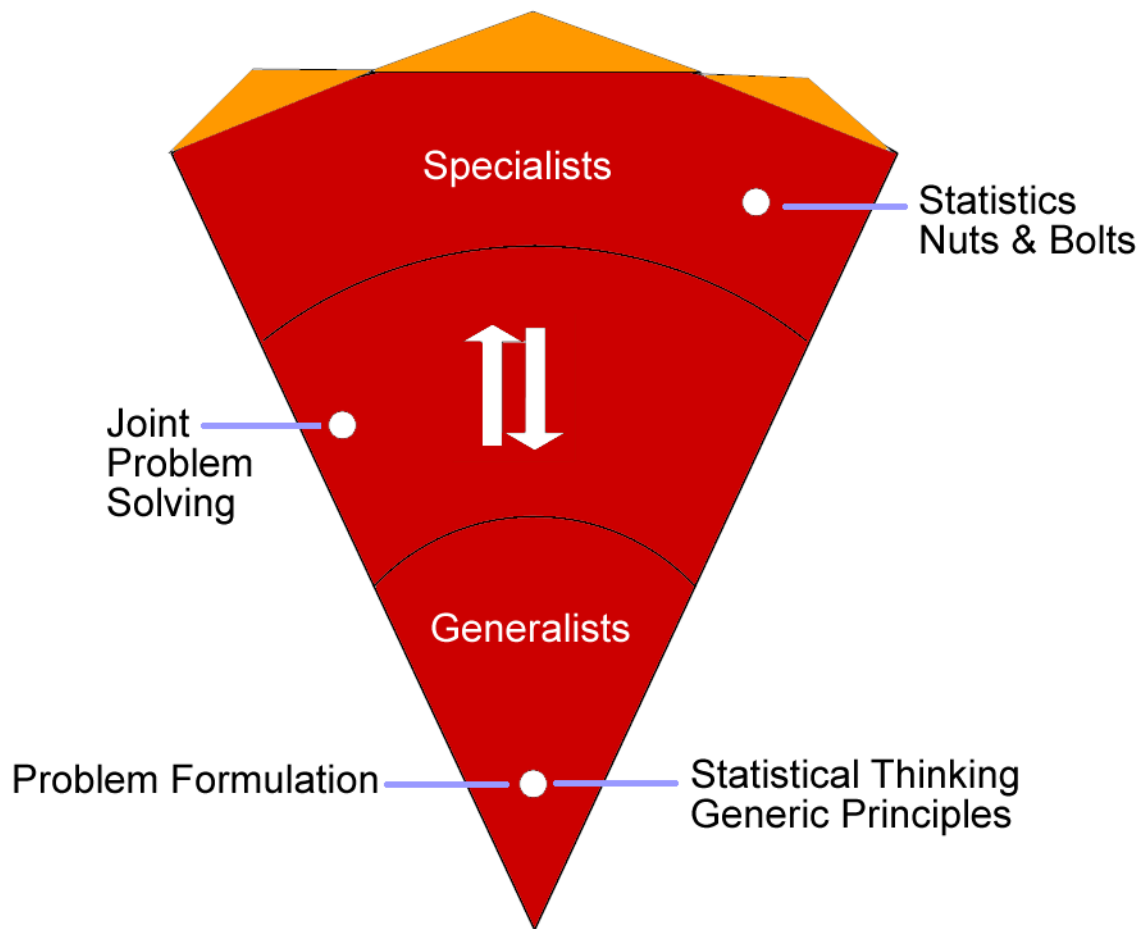 Specialists
Statistics
Nuts & Bolts
Joint
Problem
Solving
Generalists
Problem Formulation
Statistical Thinking
Generic Principles